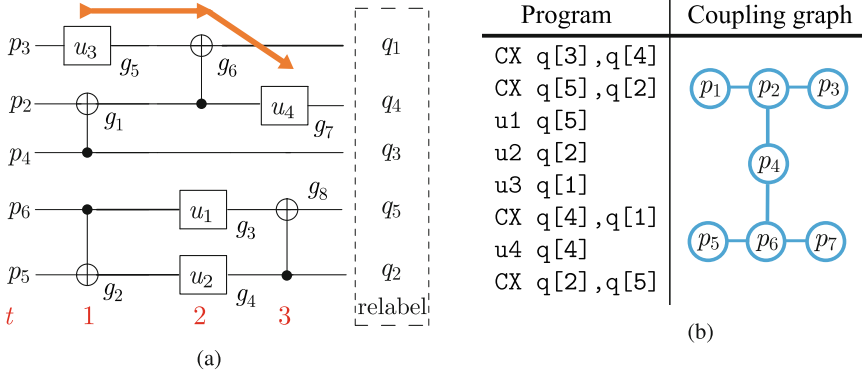 p3 u3 g5 g6 q1
p2 g1 u4 g7 q4
p4 q3
p6 u1 g3 g8 q5
p5 g2 u2 g4 q2
t 1 2 3 relabel
(a)
Program Coupling graph
CX q[3],q[4]
CX q[5],q[2]
u1 q[5]
u2 q[2]
u3 q[1]
CX q[4],q[1]
u4 q[4]
CX q[2],q[5]
p1 p2 p3
p4
p5 p6 p7
(b)